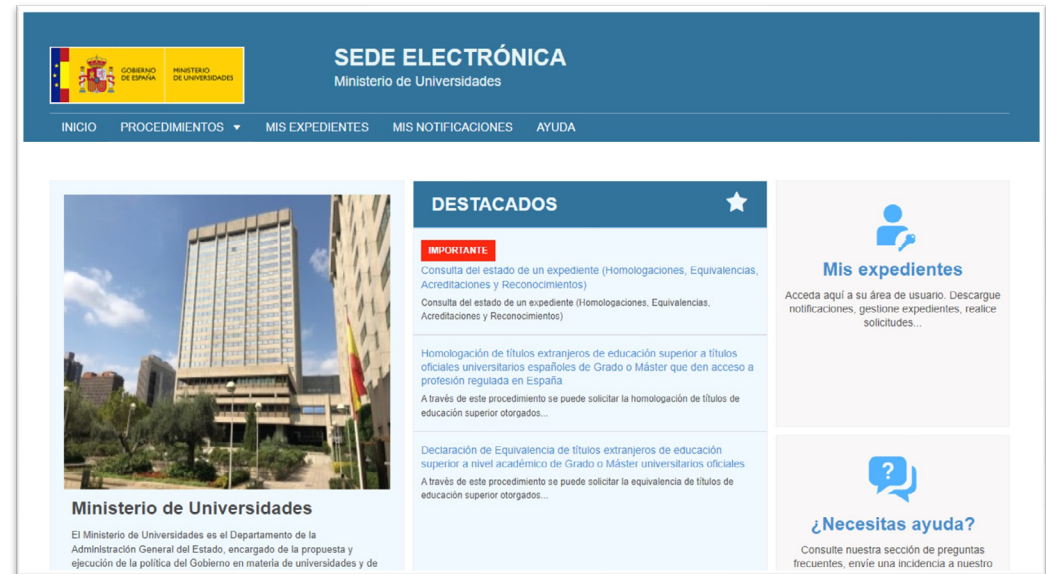 GOBIERNO
DE ESPAÑA
MINISTERIO
DE UNIVERSIDADES
SEDE ELECTRÓNICA
Ministerio de Universidades
INICIO PROCEDIMIENTOS MIS EXPEDIENTES MIS NOTIFICACIONES AYUDA
Ministerio de Universidades
El Ministerio de Universidades es el Departamento de la
Administración General del Estado, encargado de la propuesta y
ejecución de la política del Gobierno en materia de universidades y de
DESTACADOS
IMPORTANTE
Consulta del estado de un expediente (Homologaciones, Equivalencias,
Acreditaciones y Reconocimientos)
Consulta del estado de un expediente (Homologaciones, Equivalencias,
Acreditaciones y Reconocimientos)
Homologación de títulos extranjeros de educación superior a títulos
oficiales universitarios españoles de Grado o Máster que den acceso a
profesión regulada en España
A través de este procedimiento se puede solicitar la homologación de títulos de
educación superior otorgados...
Declaración de Equivalencia de títulos extranjeros de educación
superior a nivel académico de Grado o Máster universitarios oficiales
A través de este procedimiento se puede solicitar la equivalencia de títulos de
educación superior otorgados...
Mis expedientes
Acceda aquí a su área de usuario. Descargue
notificaciones, gestione expedientes, realice
solicitudes...
¿Necesitas ayuda?
Consulte nuestra sección de preguntas
frecuentes, envíe una incidencia a nuestro